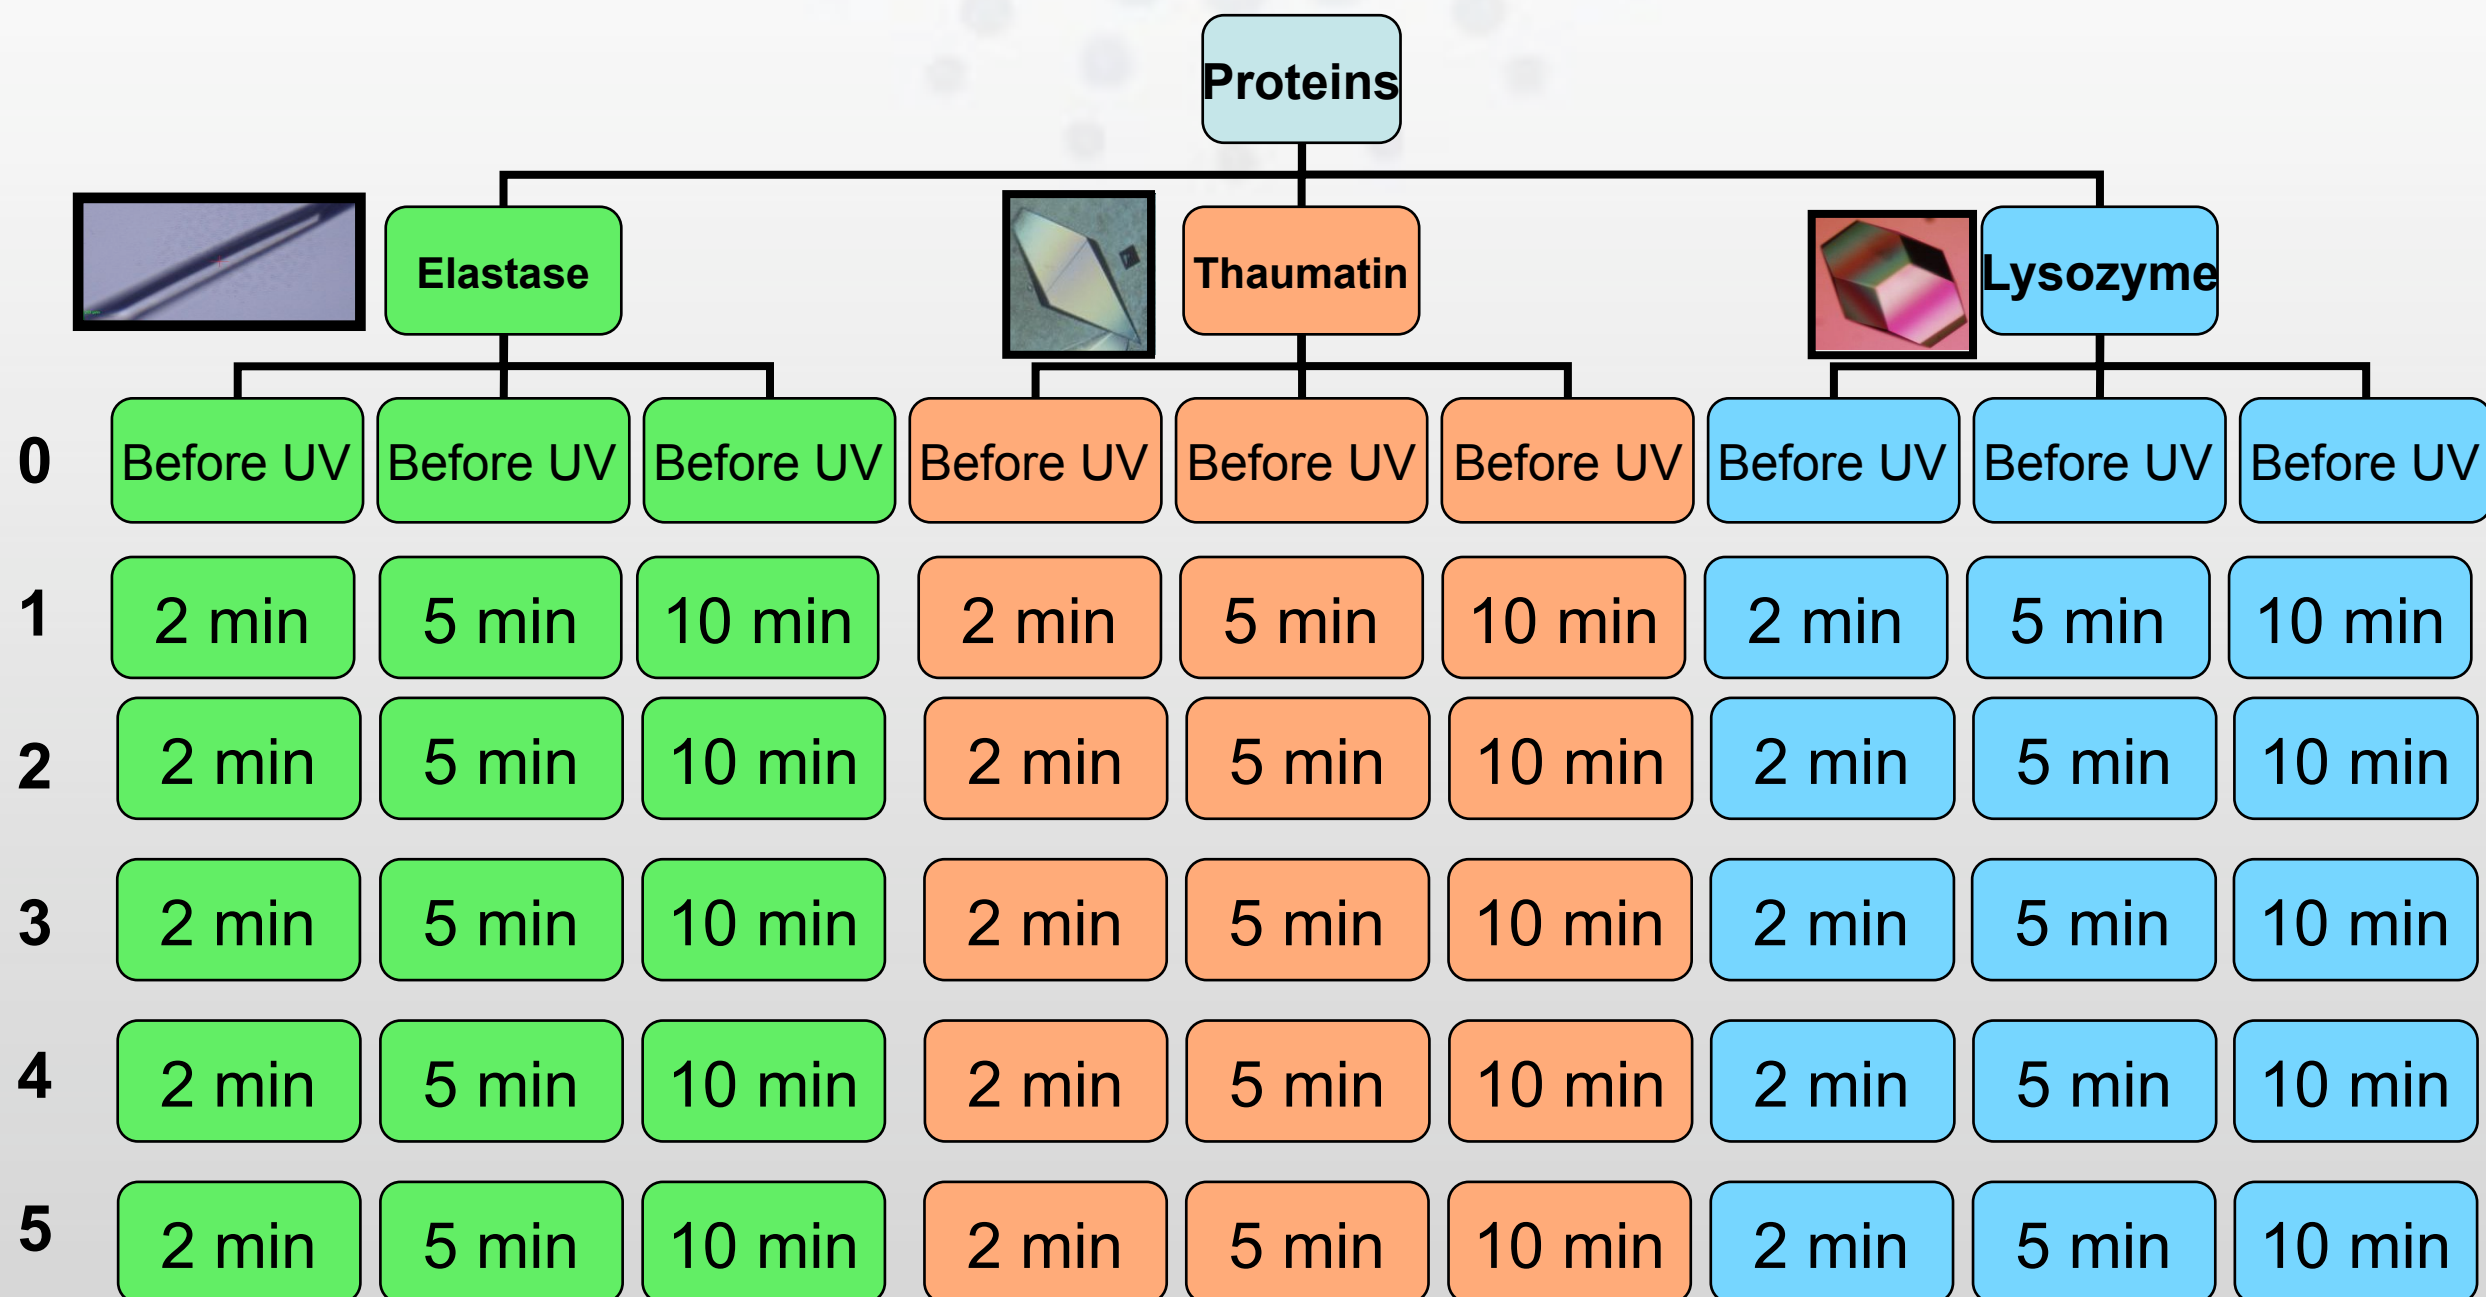 Proteins
Elastase Thaumatin Lysozyme
0 Before UV Before UV Before UV Before UV Before UV Before UV Before UV Before UV Before UV
1 2 min 5 min 10 min 2 min 5 min 10 min 2 min 5 min 10 min
2 2 min 5 min 10 min 2 min 5 min 10 min 2 min 5 min 10 min
3 2 min 5 min 10 min 2 min 5 min 10 min 2 min 5 min 10 min
4 2 min 5 min 10 min 2 min 5 min 10 min 2 min 5 min 10 min
5 2 min 5 min 10 min 2 min 5 min 10 min 2 min 5 min 10 min